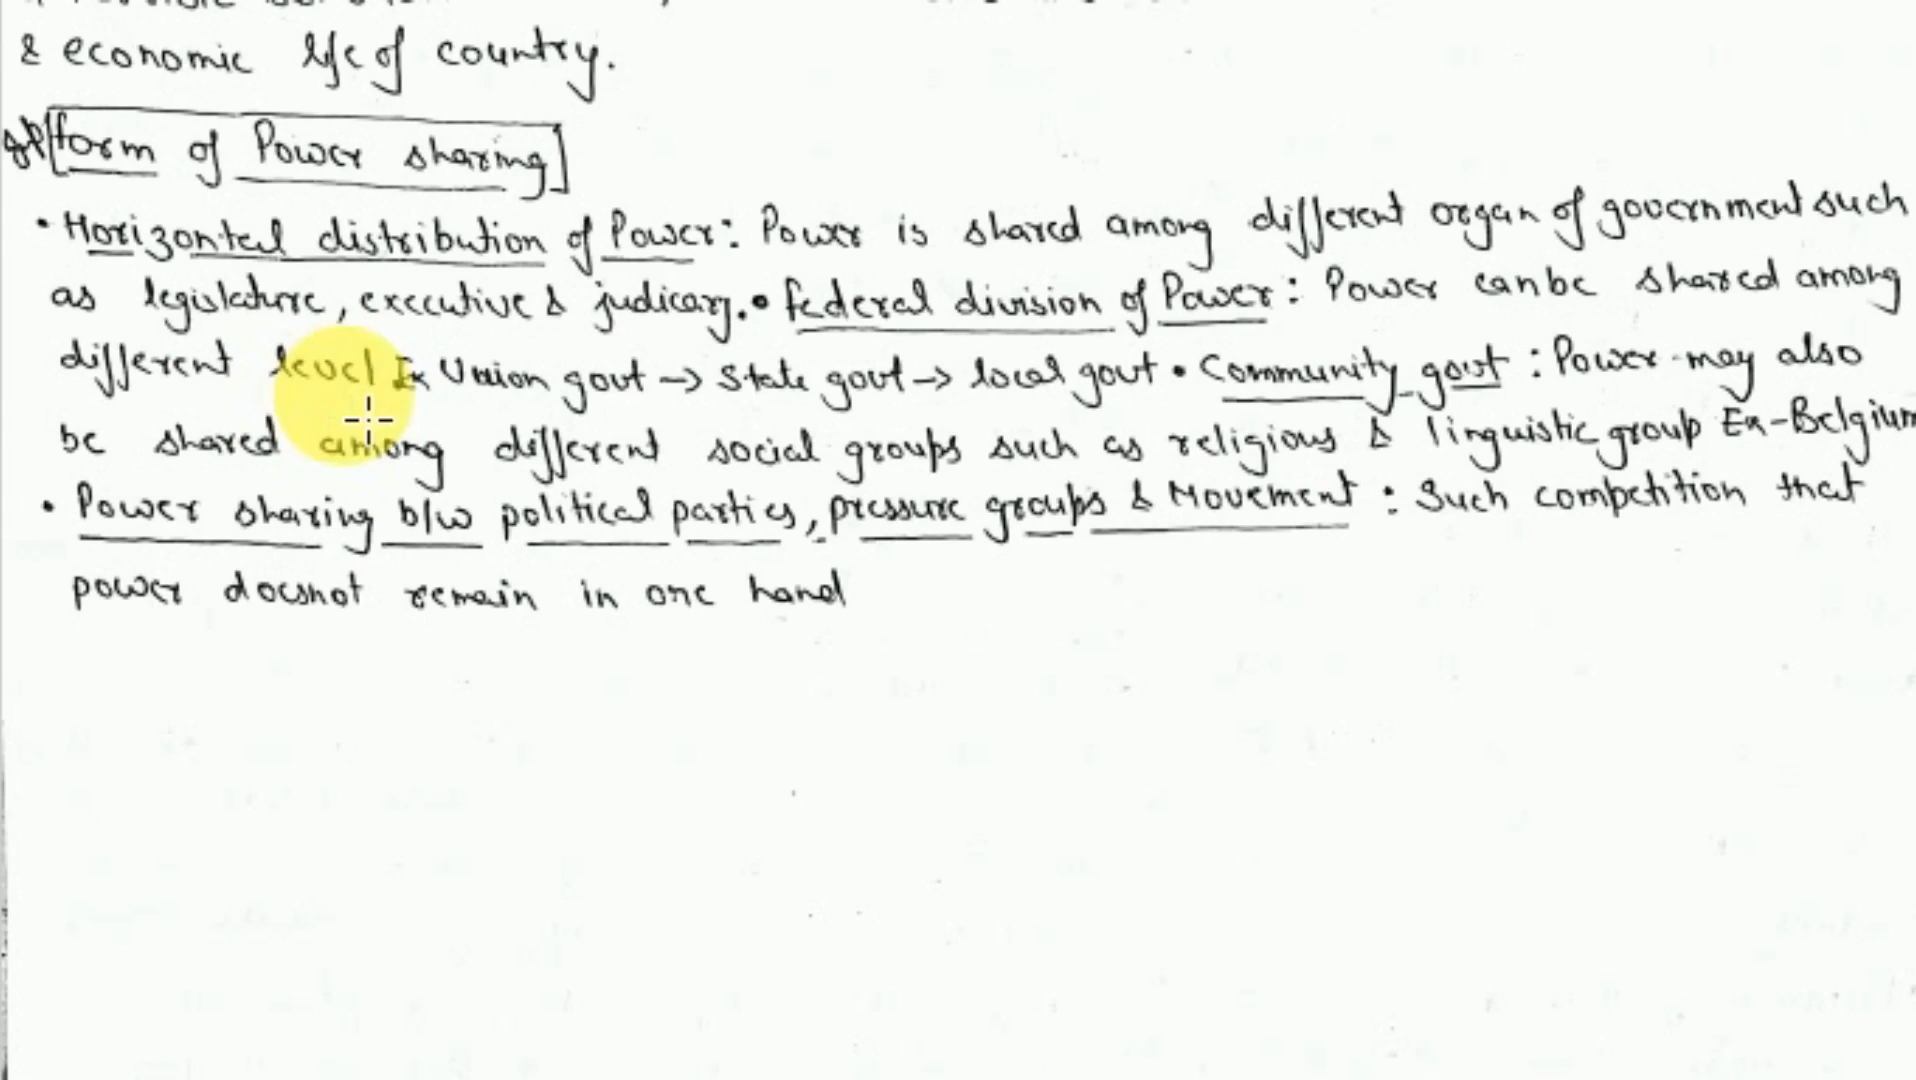 & economic life of country.
form of Power sharing
• Horizontal distribution of Power: Power is shared among different organ of government such
as legislature, executive & judicary. • federal division of Power: Power can be shared among
different level Ex Union govt → State govt → local govt • Community govt : Power may also
be shared among different social groups such as religious & linguistic group Ex-Belgium
• Power sharing b/w political parties, pressure groups & Movement : Such competition that
power doesnot remain in one hand